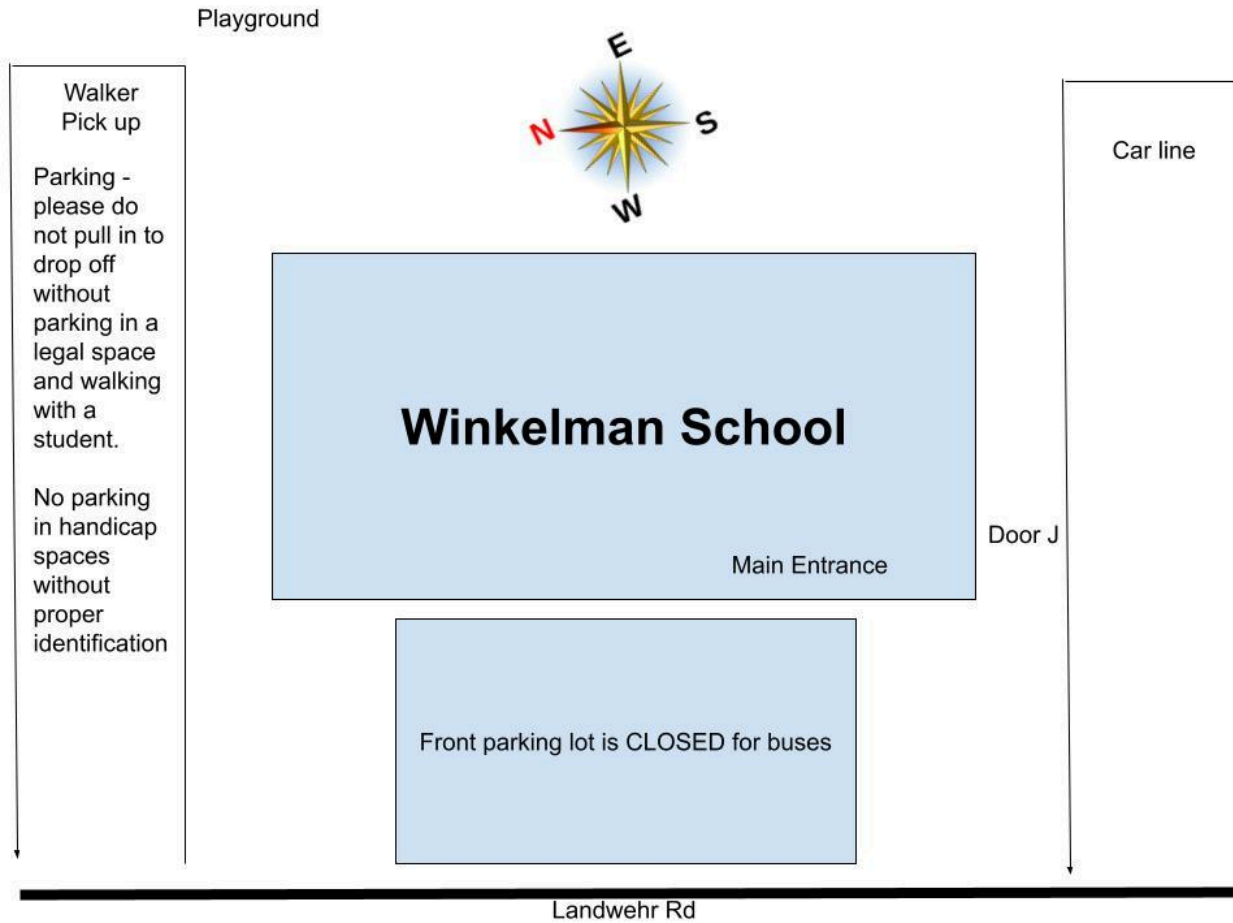 Playground
E
N
S
W
Walker
Pick up
Parking -
please do
not pull in to
drop off
without
parking in a
legal space
and walking
with a
student.
No parking
in handicap
spaces
without
proper
identification
Car line
Winkelman School
Door J
Main Entrance
Front parking lot is CLOSED for buses
Landwehr Rd